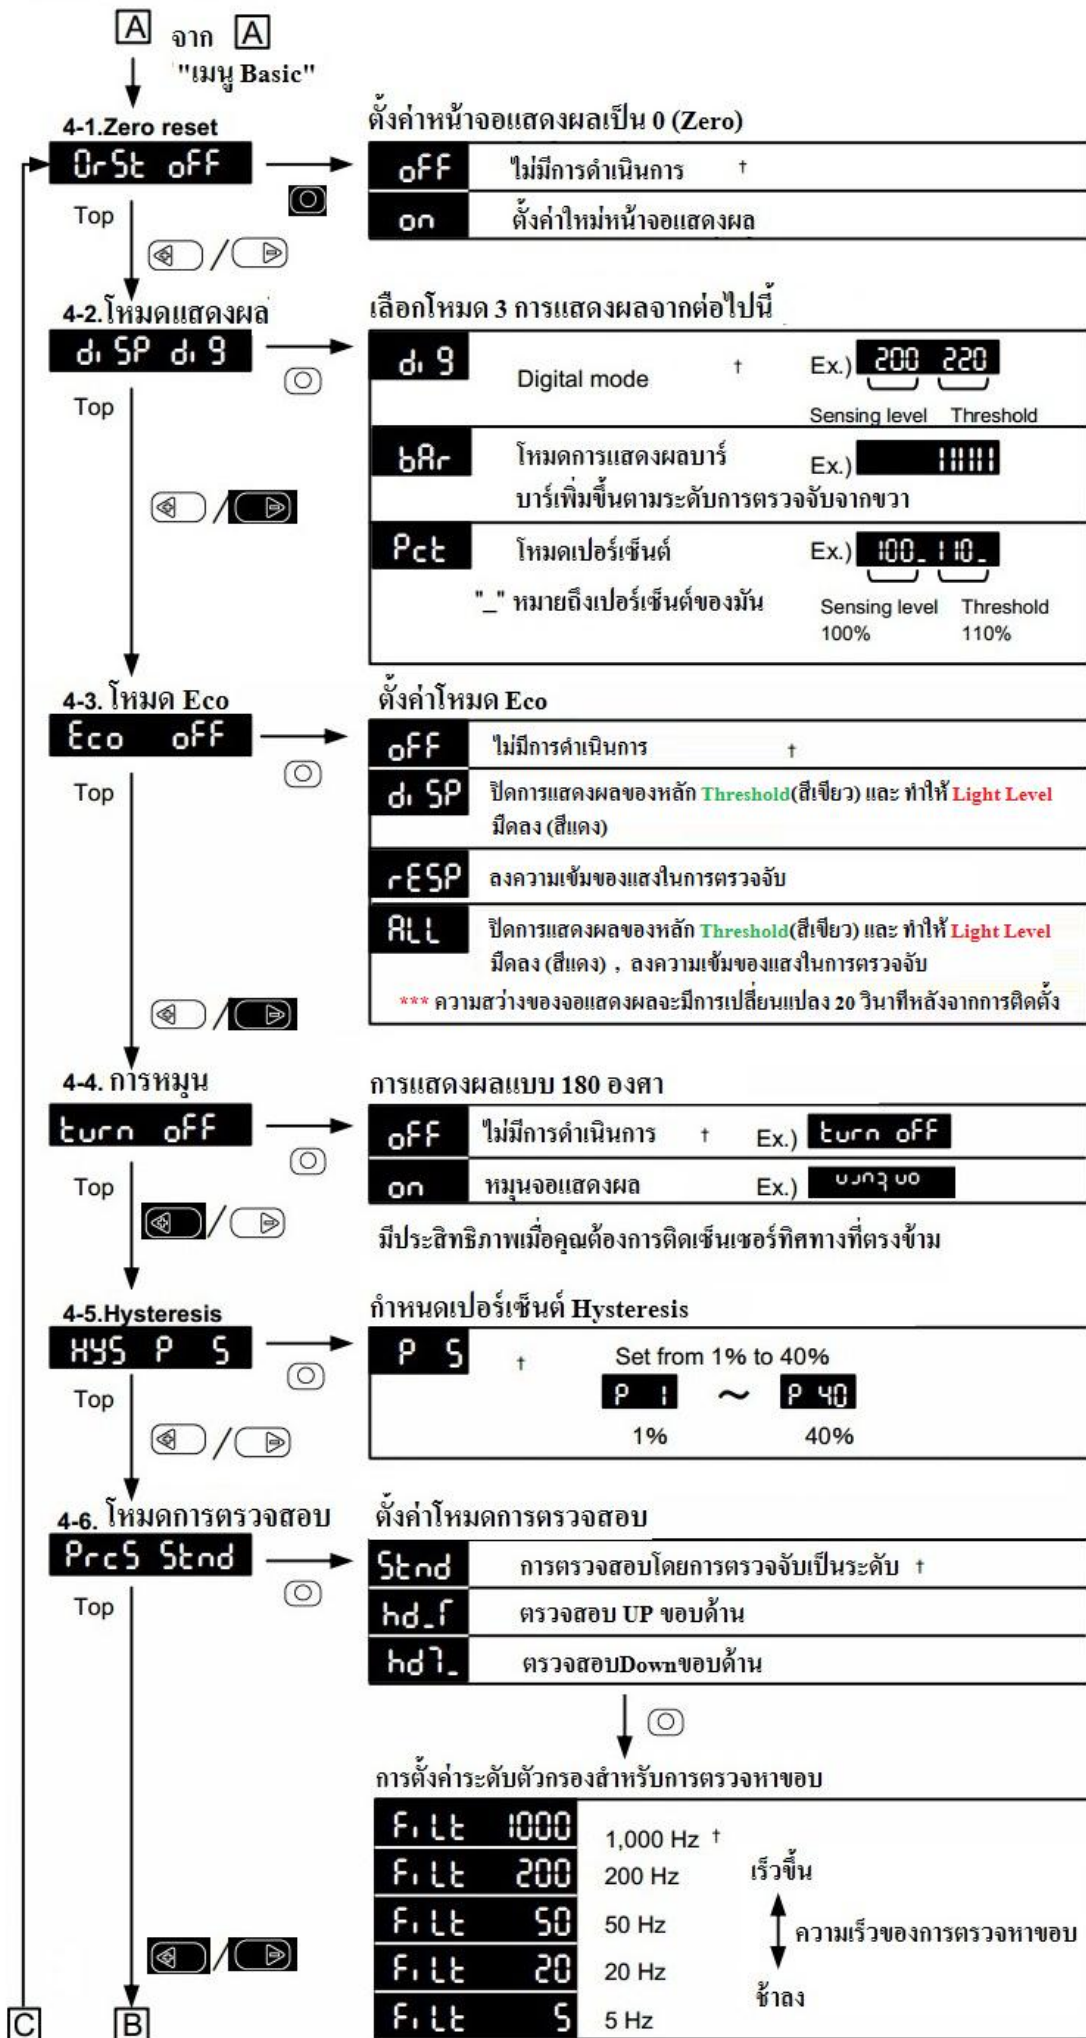 A จาก A
"เมนู Basic"
4-1.Zero reset
0rSt oFF
Top
ตั้งค่าหน้าจอแสดงผลเป็น 0 (Zero)
oFF ไม่มีการดำเนินการ †
on ตั้งค่าใหม่หน้าจอแสดงผล
4-2.โหมดแสดงผล
di SP di 9
Top
เลือกโหมด 3 การแสดงผลจากต่อไปนี้
di 9 Digital mode † Ex.) 200 220
Sensing level Threshold
bAr โหมดการแสดงผลบาร์ Ex.)
บาร์เพิ่มขึ้นตามระดับการตรวจจับจากขวา
Pct โหมดเปอร์เซ็นต์ Ex.) 100_ 110_
"_" หมายถึงเปอร์เซ็นต์ของมัน
Sensing level Threshold
100% 110%
4-3. โหมด Eco
Eco oFF
Top
ตั้งค่าโหมด Eco
oFF ไม่มีการดำเนินการ †
di SP ปิดการแสดงผลของหลัก Threshold(สีเขียว) และ ทำให้ Light Level
มืดลง (สีแดง)
rESP ลงความเข้มของแสงในการตรวจจับ
ALL ปิดการแสดงผลของหลัก Threshold(สีเขียว) และ ทำให้ Light Level
มืดลง (สีแดง) , ลงความเข้มของแสงในการตรวจจับ
*** ความสว่างของจอแสดงผลจะมีการเปลี่ยนแปลง 20 วินาทีหลังจากการติดตั้ง
4-4. การหมุน
turn oFF
Top
การแสดงผลแบบ 180 องศา
oFF ไม่มีการดำเนินการ † Ex.) turn oFF
on หมุนจอแสดงผล Ex.) turn on
มีประสิทธิภาพเมื่อคุณต้องการติดเซ็นเซอร์ทิศทางที่ตรงข้าม
4-5.Hysteresis
HYS P 5
Top
กำหนดเปอร์เซ็นต์ Hysteresis
P 5 † Set from 1% to 40%
P 1 ～ P 40
1% 40%
4-6. โหมดการตรวจสอบ
PrcS Stnd
Top
ตั้งค่าโหมดการตรวจสอบ
Stnd การตรวจสอบโดยการตรวจจับเป็นระดับ †
hd_Γ ตรวจสอบ UP ขอบด้าน
hd7_ ตรวจสอบDownขอบด้าน
การตั้งค่าระดับตัวกรองสำหรับการตรวจหาขอบ
Fi Lt 1000 1,000 Hz †
Fi Lt 200 200 Hz
Fi Lt 50 50 Hz
Fi Lt 20 20 Hz
Fi Lt 5 5 Hz
เร็วขึ้น
ความเร็วของการตรวจหาขอบ
ช้าลง
C B